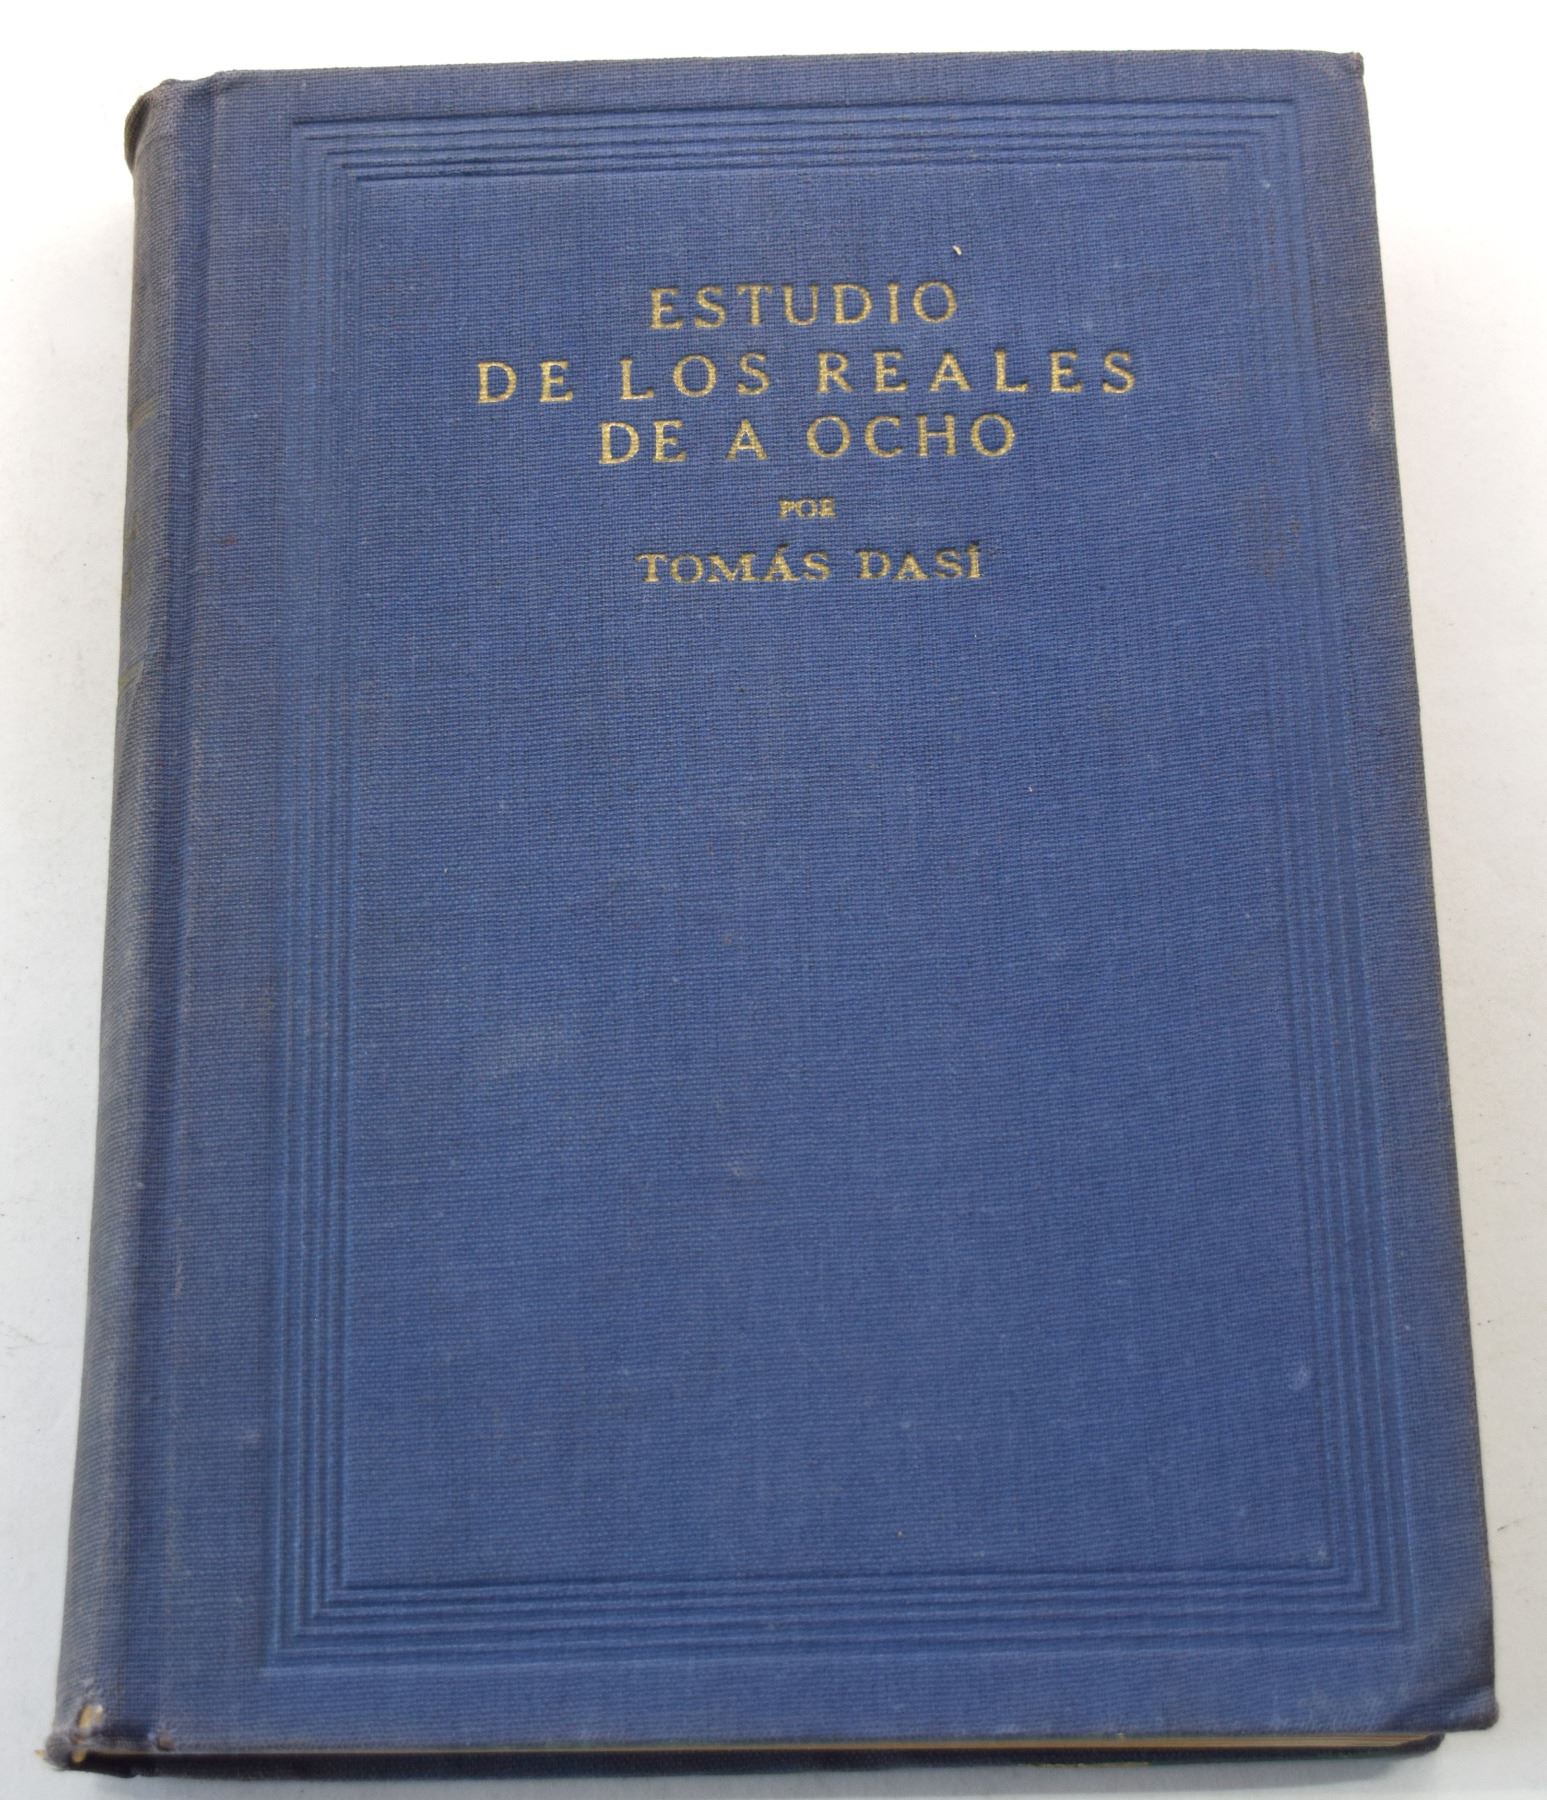 ESTUDIO
DE LOS REALES
DE A OCHO
POR
TOMÁS DASÍ